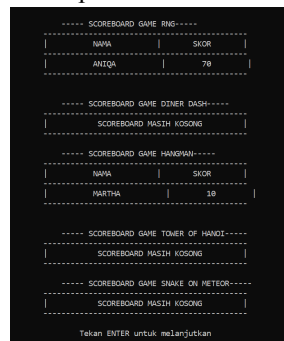 ----- SCOREBOARD GAME RNG-----
| NAMA | SKOR |
| ANIQA | 70 |
----- SCOREBOARD GAME DINER DASH-----
| SCOREBOARD MASIH KOSONG |
----- SCOREBOARD GAME HANGMAN-----
| NAMA | SKOR |
| MARTHA | 10 |
----- SCOREBOARD GAME TOWER OF HANOI-----
| SCOREBOARD MASIH KOSONG |
----- SCOREBOARD GAME SNAKE ON METEOR-----
| SCOREBOARD MASIH KOSONG |
Tekan ENTER untuk melanjutkan